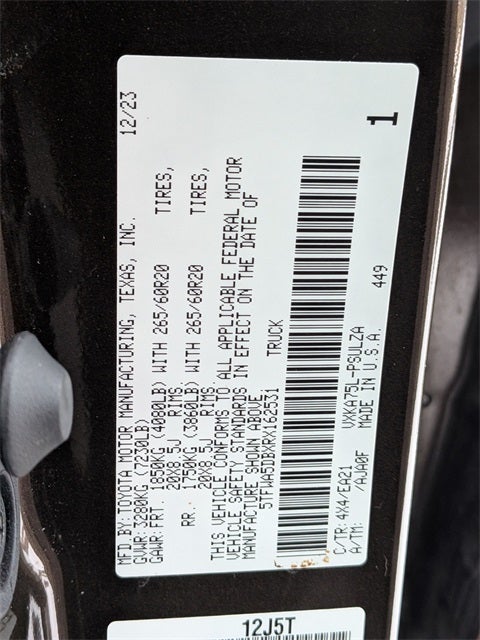 MFD.BY: TOYOTA MOTOR MANUFACTURING, TEXAS, INC. 12/23
GVWR: 3280KG (7230LB)
GAWR: FRT. 1850KG (4080LB) WITH 265/60R20 TIRES,
20X8.5J RIMS,
RR. 1750KG (3860LB) WITH 265/60R20 TIRES,
20X8.5J RIMS,
THIS VEHICLE CONFORMS TO ALL APPLICABLE FEDERAL MOTOR
VEHICLE SAFETY STANDARDS IN EFFECT ON THE DATE OF
MANUFACTURE SHOWN ABOVE.
5TFWA5DBXRX162531 TRUCK
C/TR: 4X4/EA21 VXKA75L-PSULZA
A/TM: /AJA0F MADE IN U.S.A. 449
1
12J5T